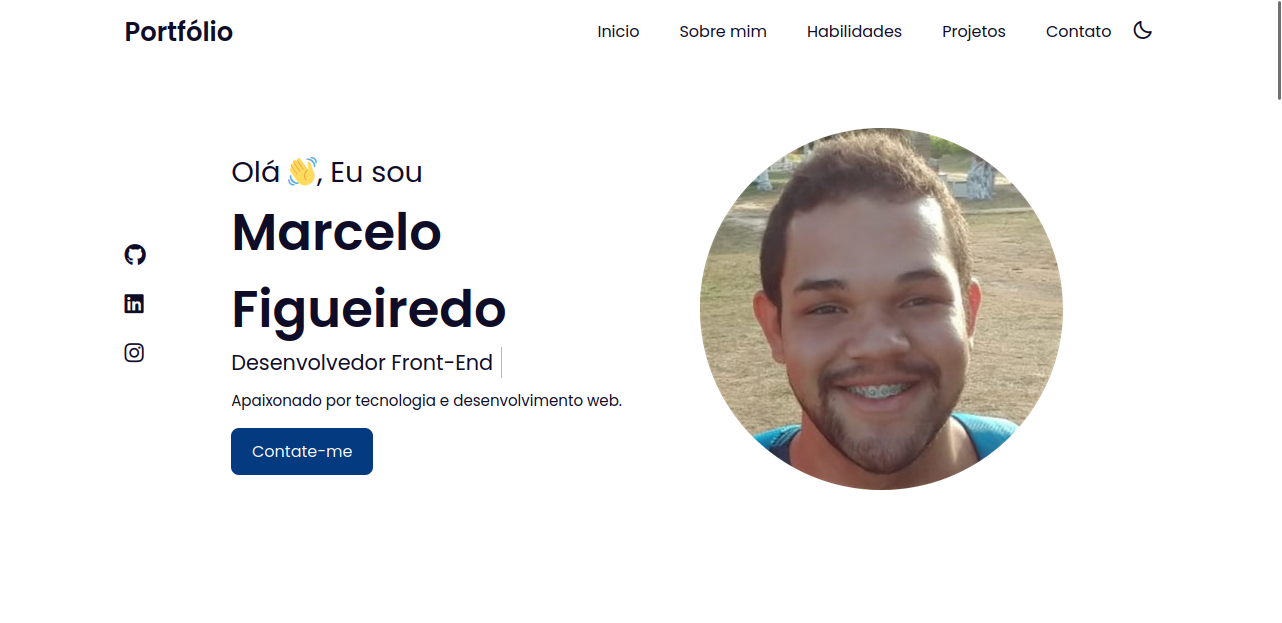 Portfólio
Inicio Sobre mim Habilidades Projetos Contato
Olá 👋, Eu sou
Marcelo
Figueiredo
Desenvolvedor Front-End
Apaixonado por tecnologia e desenvolvimento web.
Contate-me